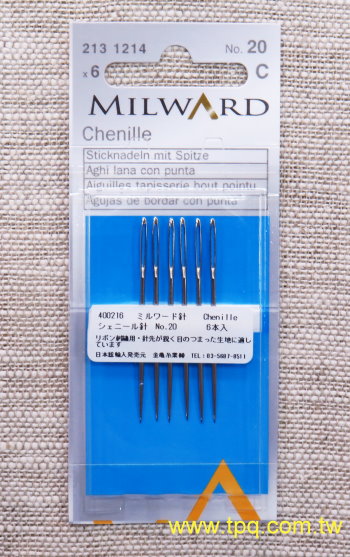 213 1214 No. 20
x 6 C
MILWARD
Chenille
Sticknadeln mit Spitze
Aghi lana con punta
Aiguilles tapisserie bout pointu
Agujas de bordar con punta
400216 ミルワード針 Chenille
シェニール針 No.20 6本入
リボン刺繍用・針先が鋭く目のつまった生地に適し
ています
日本総輸入発売元 金亀糸業㈱ TEL：03-5687-8511
www.tpq.com.tw